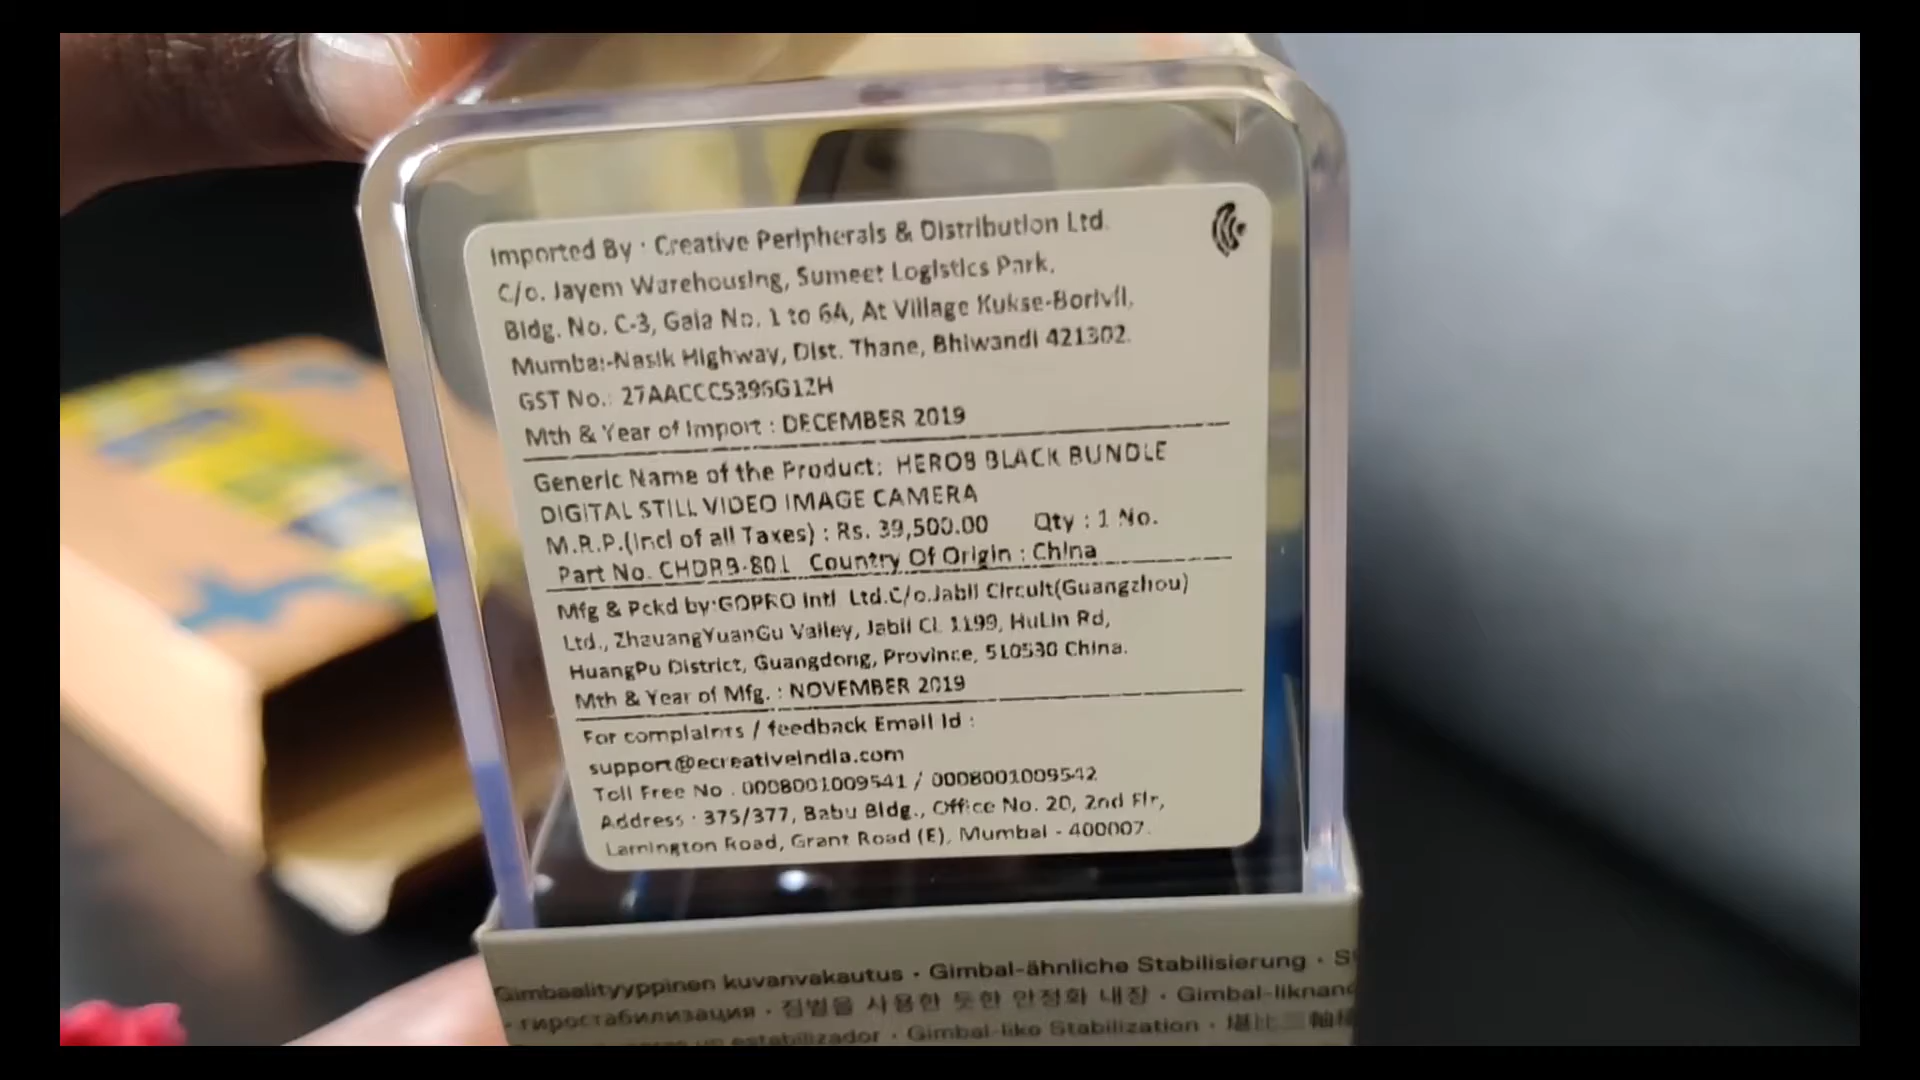 Imported By : Creative Peripherals & Distribution Ltd.
C/o. Jayem Warehousing, Sumeet Logistics Park,
Bldg. No. C-3, Gala No. 1 to 6A, At Village Kukse-Borivli,
Mumbai-Nasik Highway, Dist. Thane, Bhiwandi 421302.
GST No.: 27AACCC5396G1ZH
Mth & Year of Import : DECEMBER 2019
Generic Name of the Product: HERO8 BLACK BUNDLE
DIGITAL STILL VIDEO IMAGE CAMERA
M.R.P.(Incl of all Taxes) : Rs. 39,500.00 Qty : 1 No.
Part No. CHDRB-801 Country Of Origin : China
Mfg & Pckd by:GOPRO Intl Ltd.C/o.Jabil Circuit(Guangzhou)
Ltd., ZhauangYuanGu Valley, Jabil CL 1199, HuLin Rd,
HuangPu District, Guangdong, Province, 510530 China.
Mth & Year of Mfg. : NOVEMBER 2019
For complaints / feedback Email Id :
support@ecreativeindia.com
Toll Free No . 0008001009541 / 0008001009542
Address : 375/377, Babu Bldg., Office No. 20, 2nd Flr,
Lamington Road, Grant Road (E), Mumbai - 400007.
Gimbaalityyppinen kuvanvakautus · Gimbal-ähnliche Stabilisierung ·
· гиростабилизация · 짐벌을 사용한 듯한 안정화 내장 · Gimbal-liknan
estabilizador · Gimbal-like Stabilization · 堪比三軸